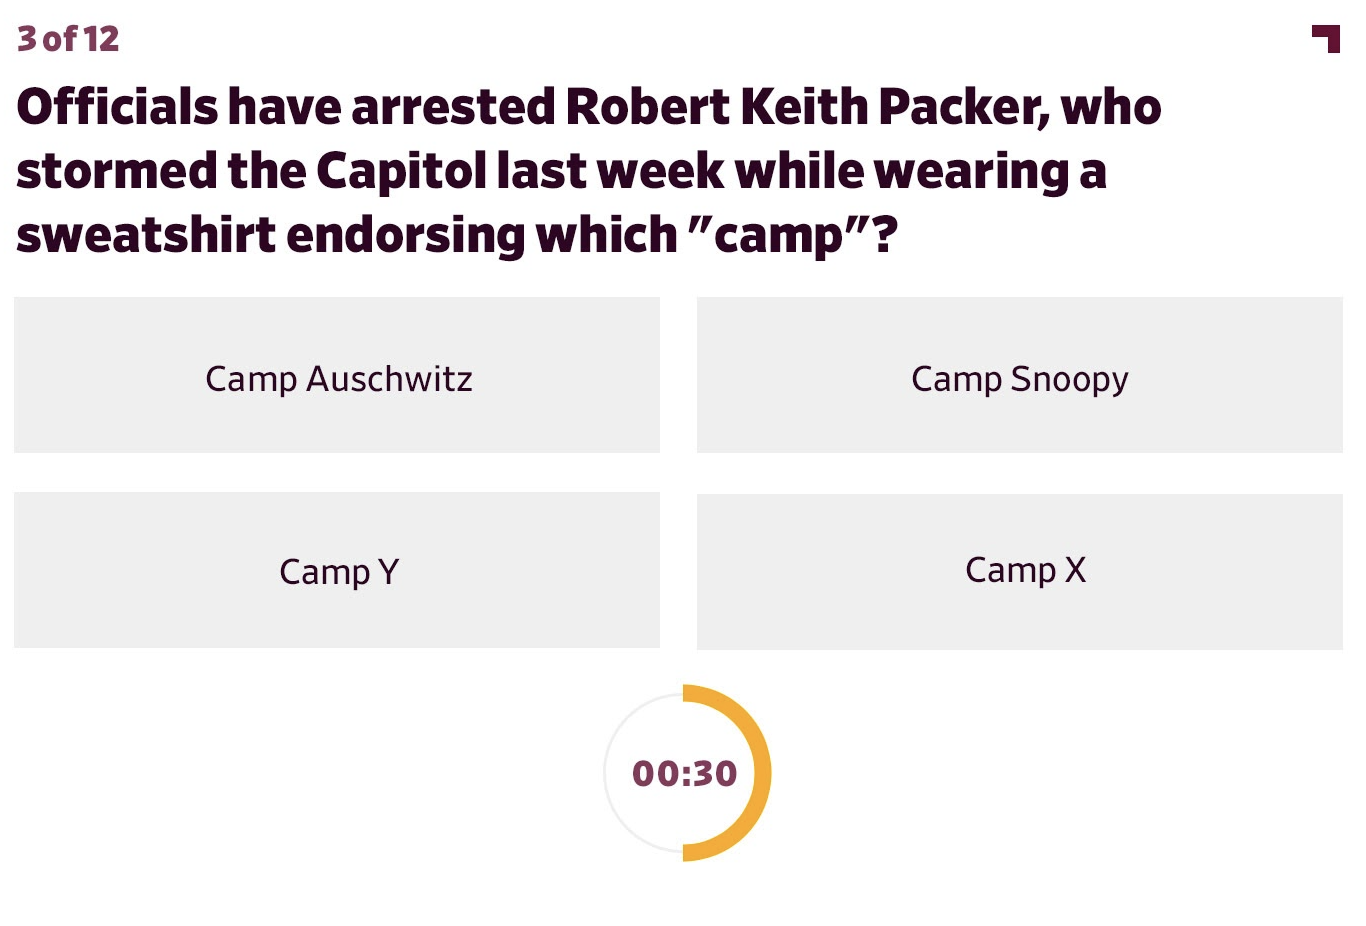 3 of 12
Officials have arrested Robert Keith Packer, who
stormed the Capitol last week while wearing a
sweatshirt endorsing which "camp"?
Camp Auschwitz
Camp Snoopy
Camp Y
Camp X
00:30